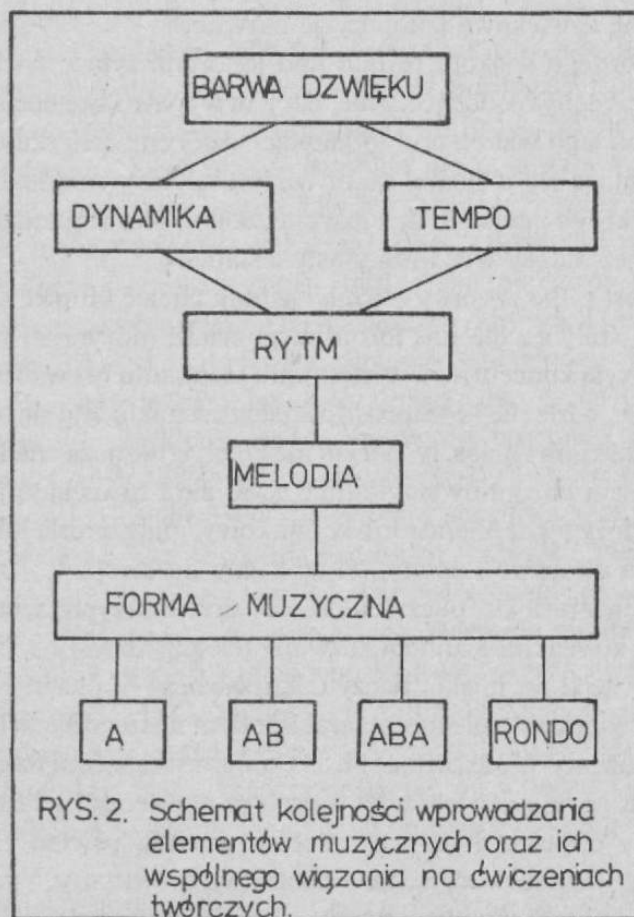 BARWA DZWIĘKU
DYNAMIKA TEMPO
RYTM
MELODIA
FORMA MUZYCZNA
A AB ABA RONDO
RYS. 2. Schemat kolejności wprowadzania
elementów muzycznych oraz ich
wspólnego wiązania na ćwiczeniach
twórczych.